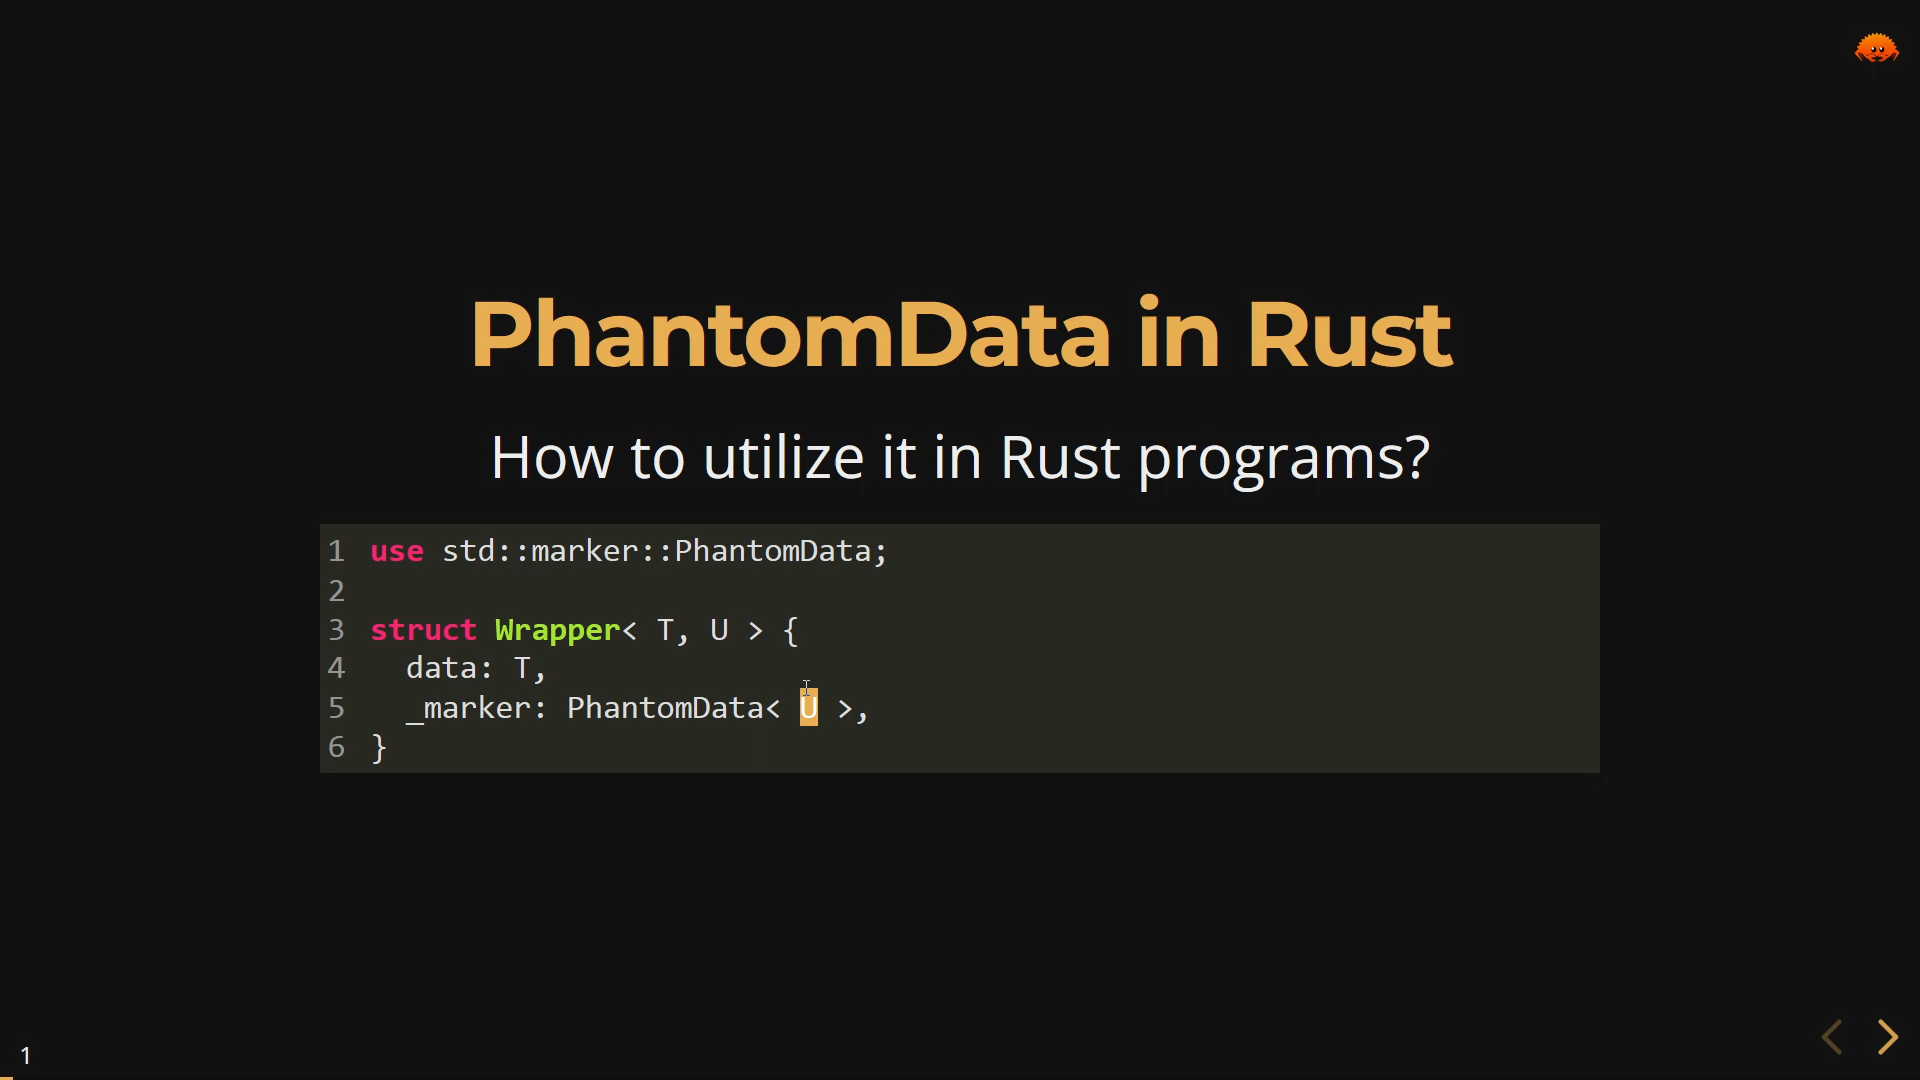 PhantomData in Rust
How to utilize it in Rust programs?
1 use std::marker::PhantomData;
2
3 struct Wrapper< T, U > {
4   data: T,
5   _marker: PhantomData< U >,
6 }
1